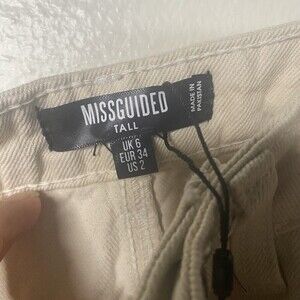 MISSGUIDED
TALL
MADE IN
PAKISTAN
UK 6
EUR 34
US 2